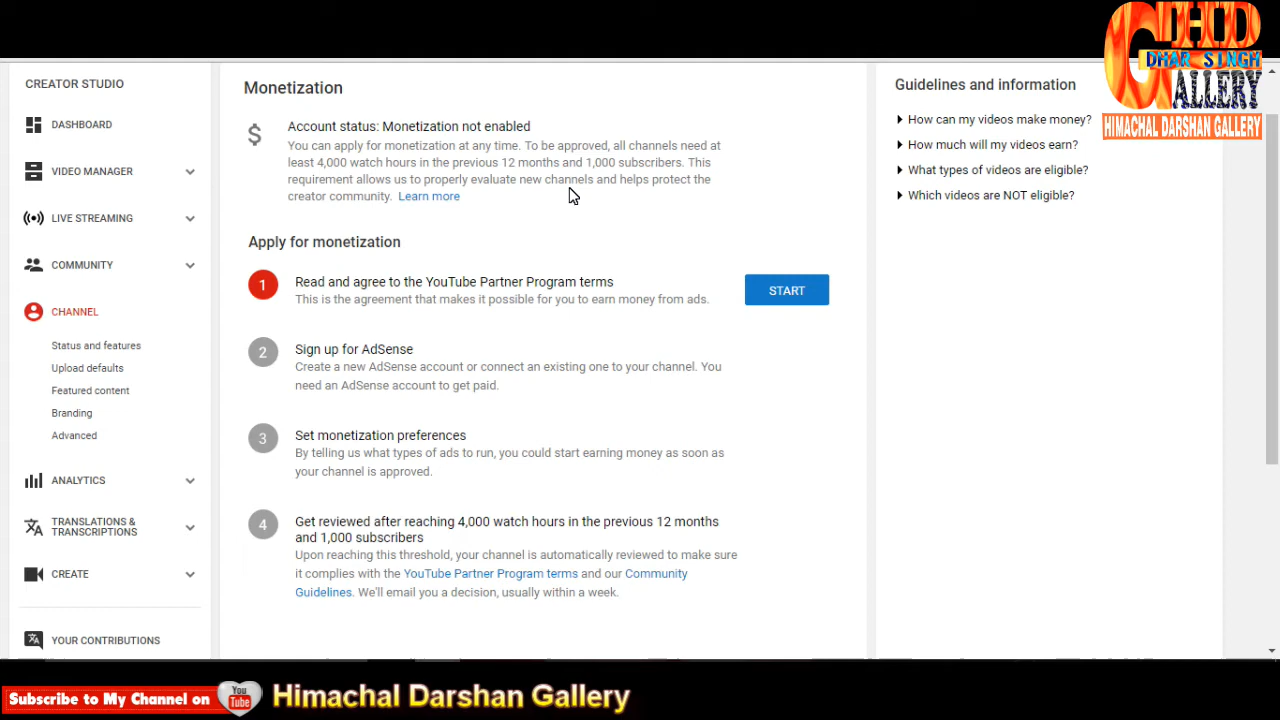 CREATOR STUDIO
DASHBOARD
VIDEO MANAGER
LIVE STREAMING
COMMUNITY
CHANNEL
Status and features
Upload defaults
Featured content
Branding
Advanced
ANALYTICS
TRANSLATIONS &
TRANSCRIPTIONS
CREATE
YOUR CONTRIBUTIONS
Monetization
$
Account status: Monetization not enabled
You can apply for monetization at any time. To be approved, all channels need at
least 4,000 watch hours in the previous 12 months and 1,000 subscribers. This
requirement allows us to properly evaluate new channels and helps protect the
creator community. Learn more
Apply for monetization
1
Read and agree to the YouTube Partner Program terms
This is the agreement that makes it possible for you to earn money from ads.
START
2
Sign up for AdSense
Create a new AdSense account or connect an existing one to your channel. You
need an AdSense account to get paid.
3
Set monetization preferences
By telling us what types of ads to run, you could start earning money as soon as
your channel is approved.
4
Get reviewed after reaching 4,000 watch hours in the previous 12 months
and 1,000 subscribers
Upon reaching this threshold, your channel is automatically reviewed to make sure
it complies with the YouTube Partner Program terms and our Community
Guidelines. We'll email you a decision, usually within a week.
Guidelines and information
How can my videos make money?
How much will my videos earn?
What types of videos are eligible?
Which videos are NOT eligible?
HD
DHAR SINGH
GALLERY
HIMACHAL DARSHAN GALLERY
Subscribe to My Channel on
You
Tube
Himachal Darshan Gallery